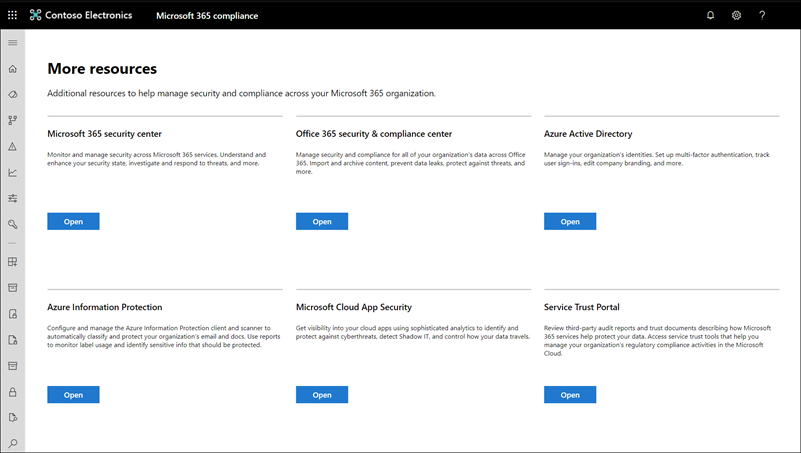 Contoso Electronics Microsoft 365 compliance ?
More resources
Additional resources to help manage security and compliance across your Microsoft 365 organization.
Microsoft 365 security center
Monitor and manage security across Microsoft 365 services. Understand and
enhance your security state, investigate and respond to threats, and more.
Open
Office 365 security & compliance center
Manage security and compliance for all of your organization's data across Office
365. Import and archive content, prevent data leaks, protect against threats, and
more.
Open
Azure Active Directory
Manage your organization's identities. Set up multi-factor authentication, track
user sign-ins, edit company branding, and more.
Open
Azure Information Protection
Configure and manage the Azure Information Protection client and scanner to
automatically classify and protect your organization's email and docs. Use reports
to monitor label usage and identify sensitive info that should be protected.
Open
Microsoft Cloud App Security
Get visibility into your cloud apps using sophisticated analytics to identify and
protect against cyberthreats, detect Shadow IT, and control how your data travels.
Open
Service Trust Portal
Review third-party audit reports and trust documents describing how Microsoft
365 services help protect your data. Access service trust tools that help you
manage your organization's regulatory compliance activities in the Microsoft
Cloud.
Open